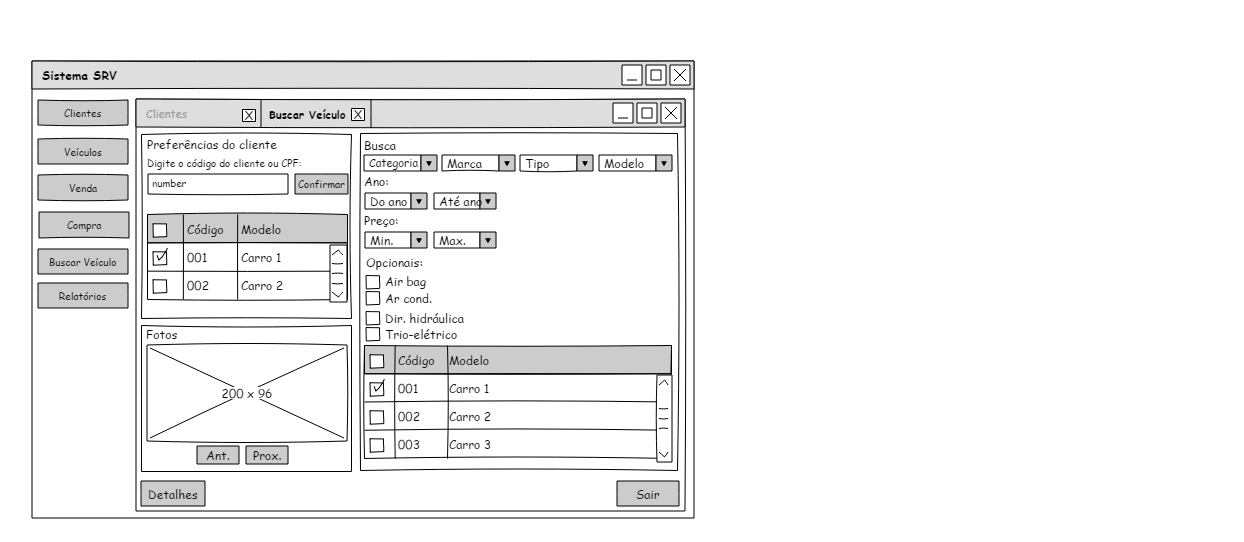 Sistema SRV
Clientes
Veículos
Venda
Compra
Buscar Veículo
Relatórios
Clientes X Buscar Veículo X
Preferências do cliente
Digite o código do cliente ou CPF:
number Confirmar
Código Modelo
001 Carro 1
002 Carro 2
Fotos
200 x 96
Ant. Prox.
Busca
Categoria Marca Tipo Modelo
Ano:
Do ano Até ano
Preço:
Min. Max.
Opcionais:
Air bag
Ar cond.
Dir. hidráulica
Trio-elétrico
Código Modelo
001 Carro 1
002 Carro 2
003 Carro 3
Detalhes Sair